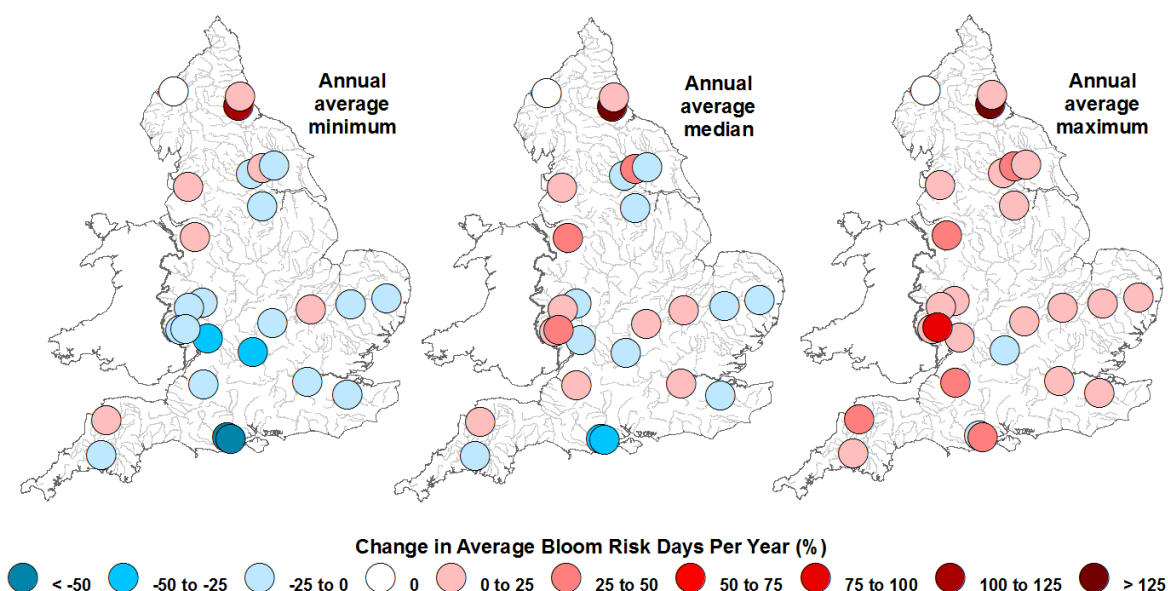 Annual
average
minimum
Annual
average
median
Annual
average
maximum
Change in Average Bloom Risk Days Per Year (%)
< -50 -50 to -25 -25 to 0 0 0 to 25 25 to 50 50 to 75 75 to 100 100 to 125 > 125